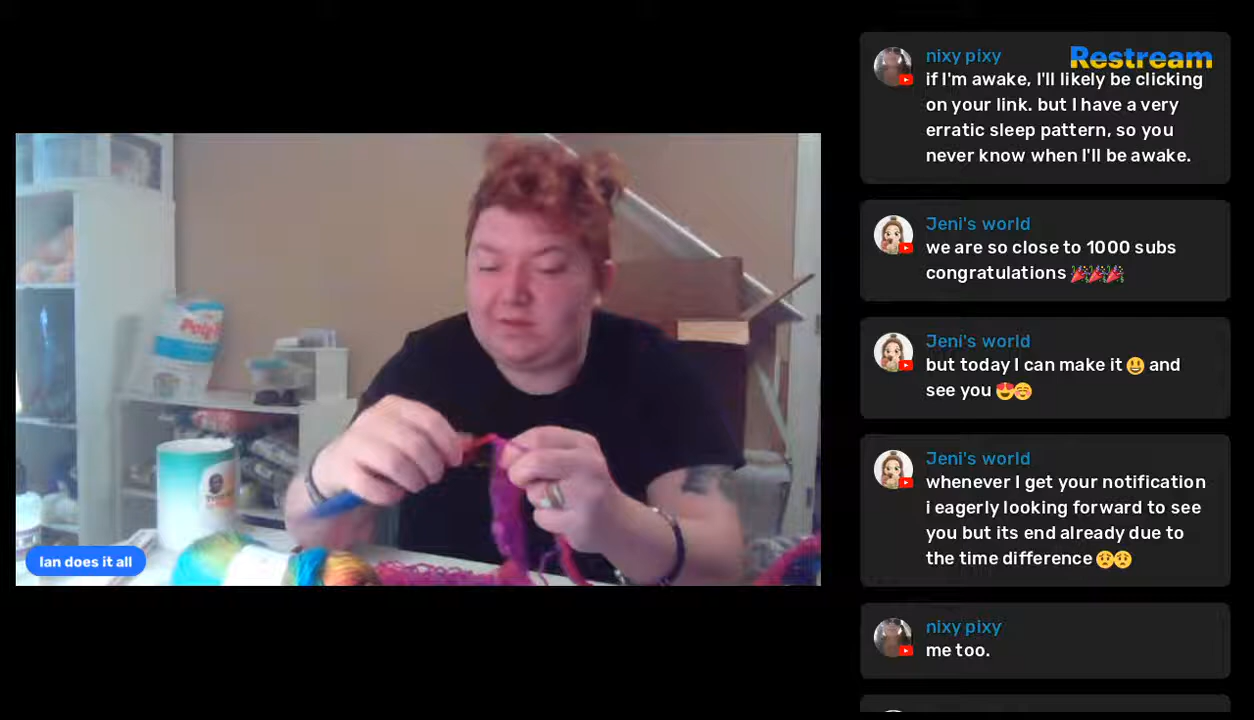 Restream
nixy pixy
if I'm awake, I'll likely be clicking
on your link. but I have a very
erratic sleep pattern, so you
never know when I'll be awake.
Jeni's world
we are so close to 1000 subs
congratulations 🎉🎉🎉
Jeni's world
but today I can make it 😃 and
see you 😍☺️
Jeni's world
whenever I get your notification
i eagerly looking forward to see
you but its end already due to
the time difference 😟😟
nixy pixy
me too.
Ian does it all